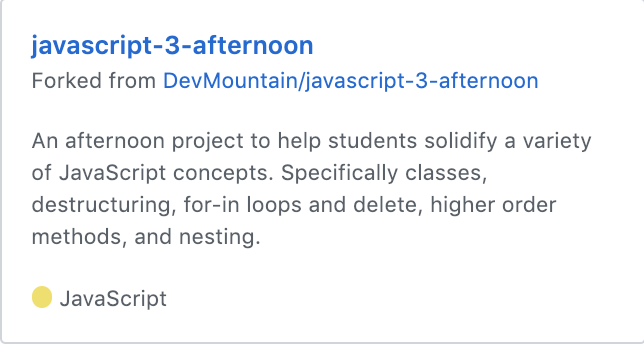 javascript-3-afternoon
Forked from DevMountain/javascript-3-afternoon
An afternoon project to help students solidify a variety
of JavaScript concepts. Specifically classes,
destructuring, for-in loops and delete, higher order
methods, and nesting.
JavaScript